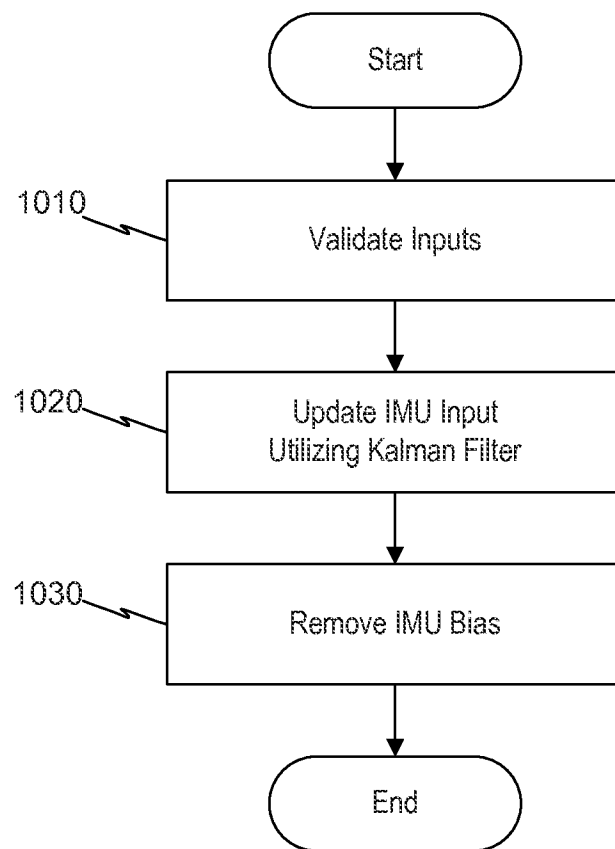 Start
1010
Validate Inputs
1020
Update IMU Input
Utilizing Kalman Filter
1030
Remove IMU Bias
End